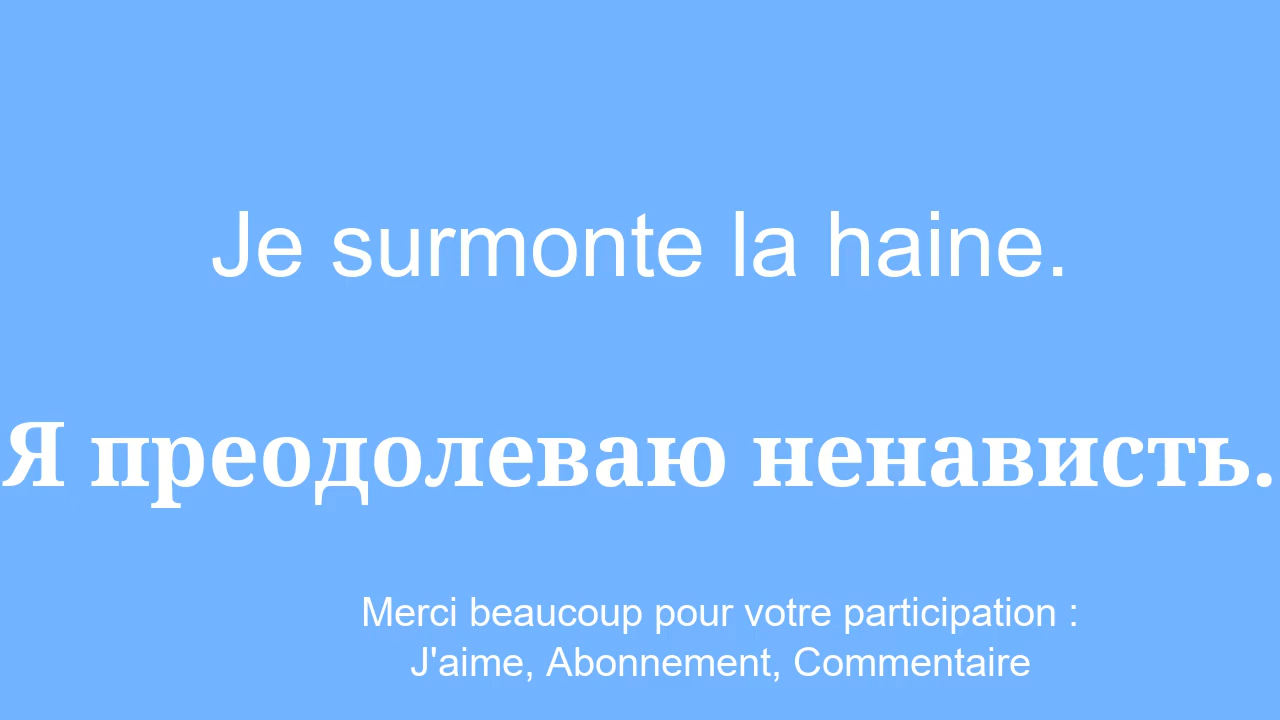 Je surmonte la haine.
Я преодолеваю ненависть.
Merci beaucoup pour votre participation :
J'aime, Abonnement, Commentaire